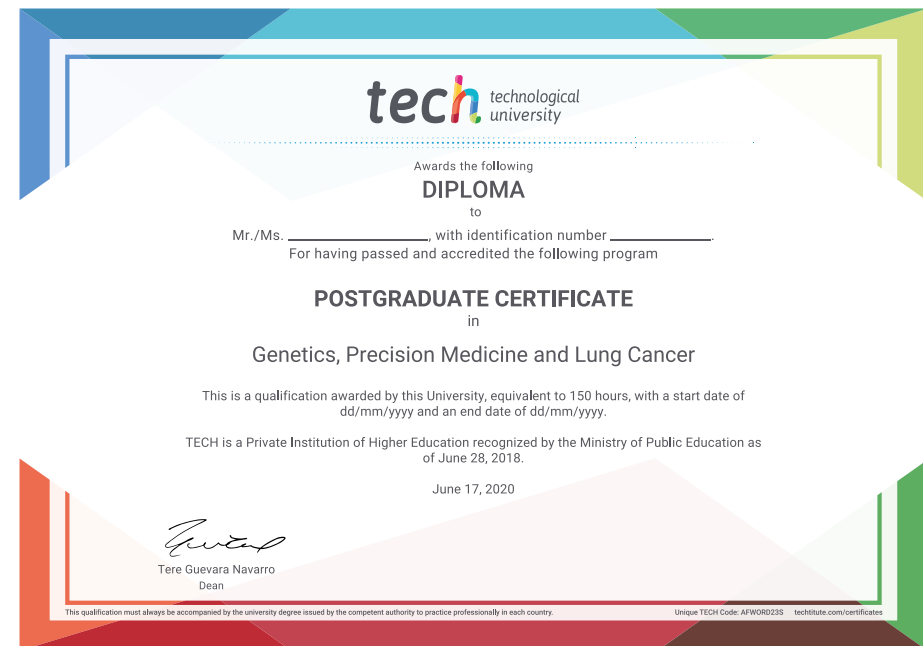 tech technological
university
Awards the following
DIPLOMA
to
Mr./Ms. ____________, with identification number ____________.
For having passed and accredited the following program
POSTGRADUATE CERTIFICATE
in
Genetics, Precision Medicine and Lung Cancer
This is a qualification awarded by this University, equivalent to 150 hours, with a start date of
dd/mm/yyyy and an end date of dd/mm/yyyy.
TECH is a Private Institution of Higher Education recognized by the Ministry of Public Education as
of June 28, 2018.
June 17, 2020
Tere Guevara Navarro
Dean
This qualification must always be accompanied by the university degree issued by the competent authority to practice professionally in each country.
Unique TECH Code: AFWORD23S techtitute.com/certificates